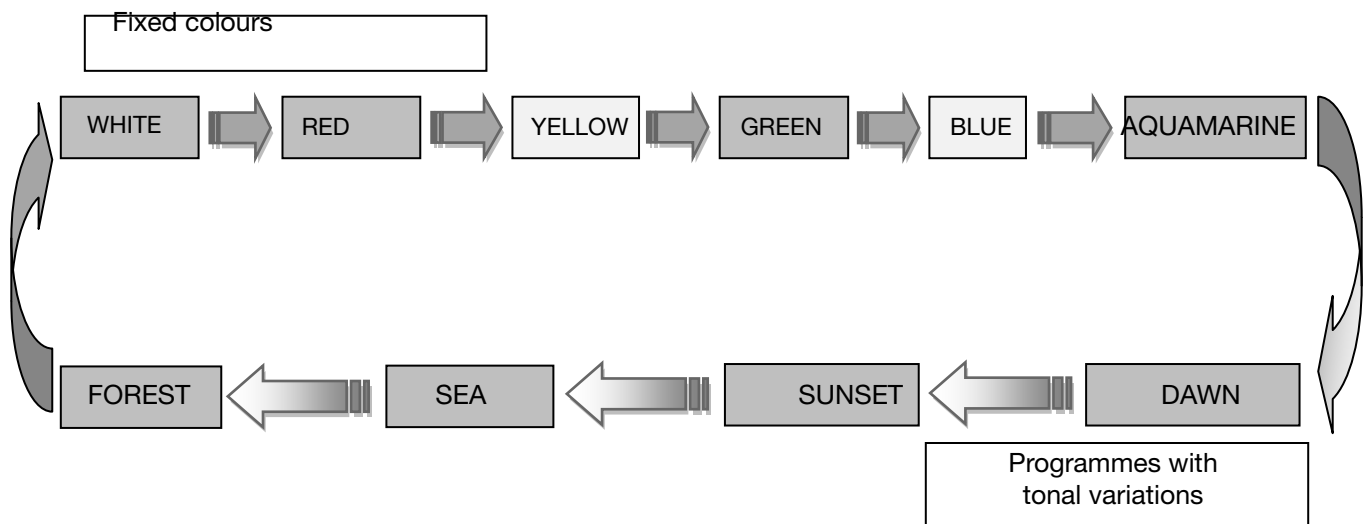 Fixed colours
WHITE RED YELLOW GREEN BLUE AQUAMARINE
FOREST SEA SUNSET DAWN
Programmes with
tonal variations